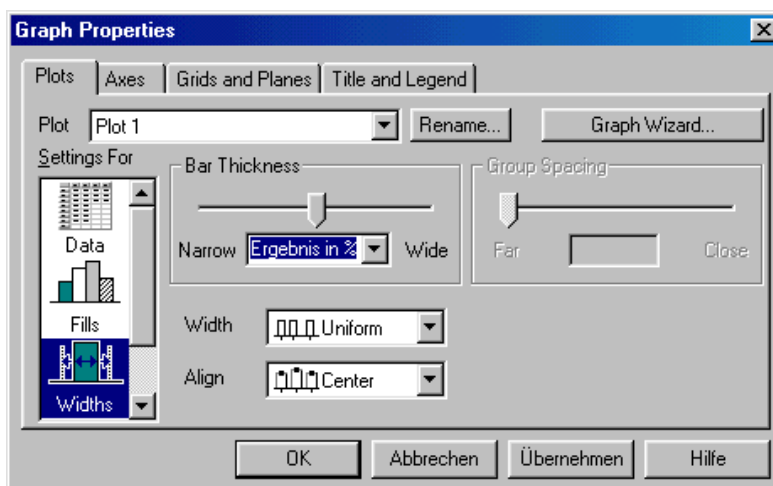 Graph Properties
Plots Axes Grids and Planes Title and Legend
Plot Plot 1 Rename... Graph Wizard...
Settings For
Data
Fills
Widths
Bar Thickness
Narrow Ergebnis in % Wide
Group Spacing
Far Close
Width Uniform
Align Center
OK Abbrechen Übernehmen Hilfe